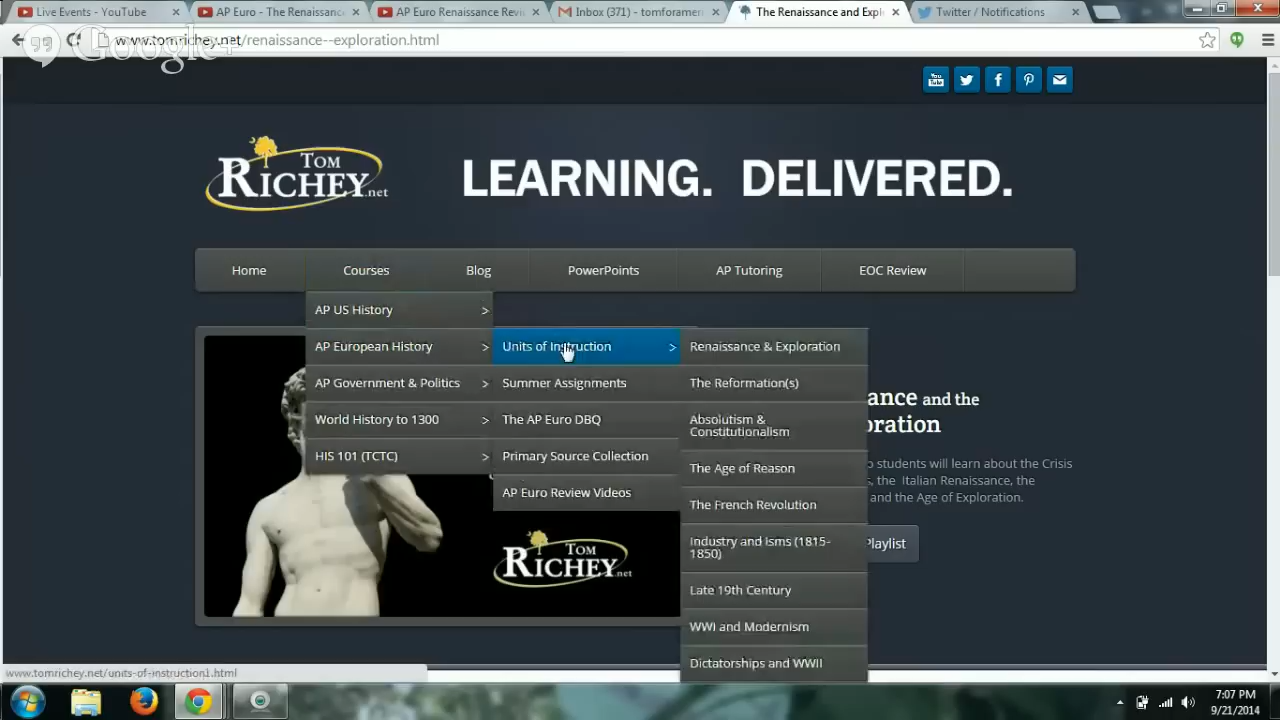 Live Events - YouTube
AP Euro - The Renaissance
AP Euro Renaissance Revi
Inbox (371) - tomforamer
The Renaissance and Expl
Twitter / Notifications
Google+
www.tomrichey.net/renaissance--exploration.html
You Tube
TOM
RICHEY.net
LEARNING. DELIVERED.
Home
Courses
Blog
PowerPoints
AP Tutoring
EOC Review
AP US History >
AP European History >
AP Government & Politics >
World History to 1300 >
HIS 101 (TCTC) >
Units of Instruction >
Summer Assignments
The AP Euro DBQ
Primary Source Collection
AP Euro Review Videos
Renaissance & Exploration
The Reformation(s)
Absolutism &
Constitutionalism
The Age of Reason
The French Revolution
Industry and Isms (1815-
1850)
Late 19th Century
WWI and Modernism
Dictatorships and WWII
ance and the
oration
o students will learn about the Crisis
s, the Italian Renaissance, the
and the Age of Exploration.
Playlist
TOM
RICHEY.net
www.tomrichey.net/units-of-instruction1.html
7:07 PM
9/21/2014